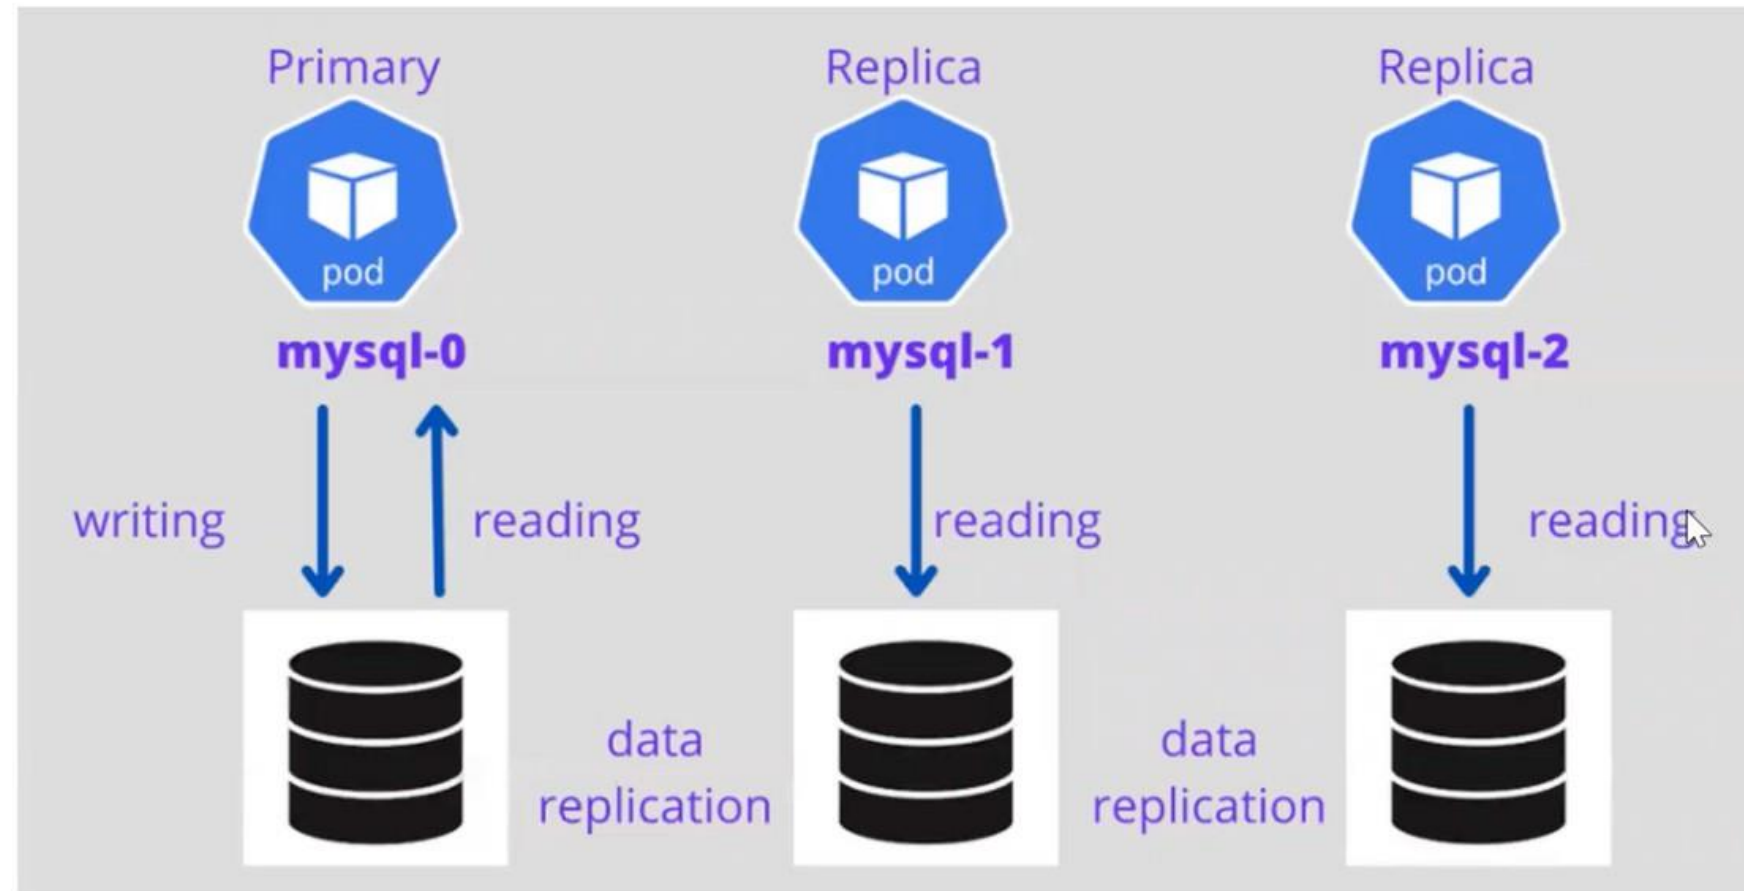 Primary
Replica
Replica
pod
pod
pod
mysql-0
mysql-1
mysql-2
writing
reading
reading
reading
data
replication
data
replication